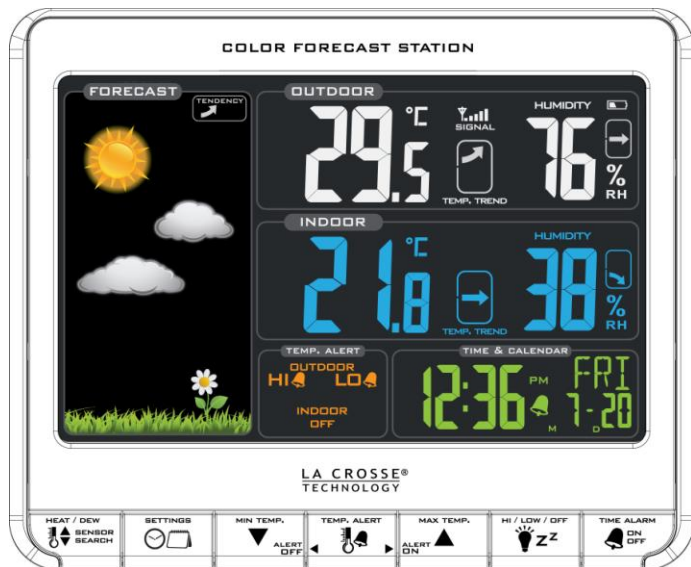 COLOR FORECAST STATION
FORECAST
TENDENCY
OUTDOOR
29.5 °C
SIGNAL
TEMP. TREND
HUMIDITY
76 % RH
INDOOR
21.8 °C
TEMP. TREND
HUMIDITY
38 % RH
TEMP. ALERT
OUTDOOR
HI LO
INDOOR
OFF
TIME & CALENDAR
12:36 PM
FRI
M 7-20 D
LA CROSSE®
TECHNOLOGY
HEAT / DEW
SENSOR
SEARCH
SETTINGS
MIN TEMP.
ALERT
OFF
TEMP. ALERT
MAX TEMP.
ALERT
ON
HI / LOW / OFF
zZZ
TIME ALARM
ON
OFF